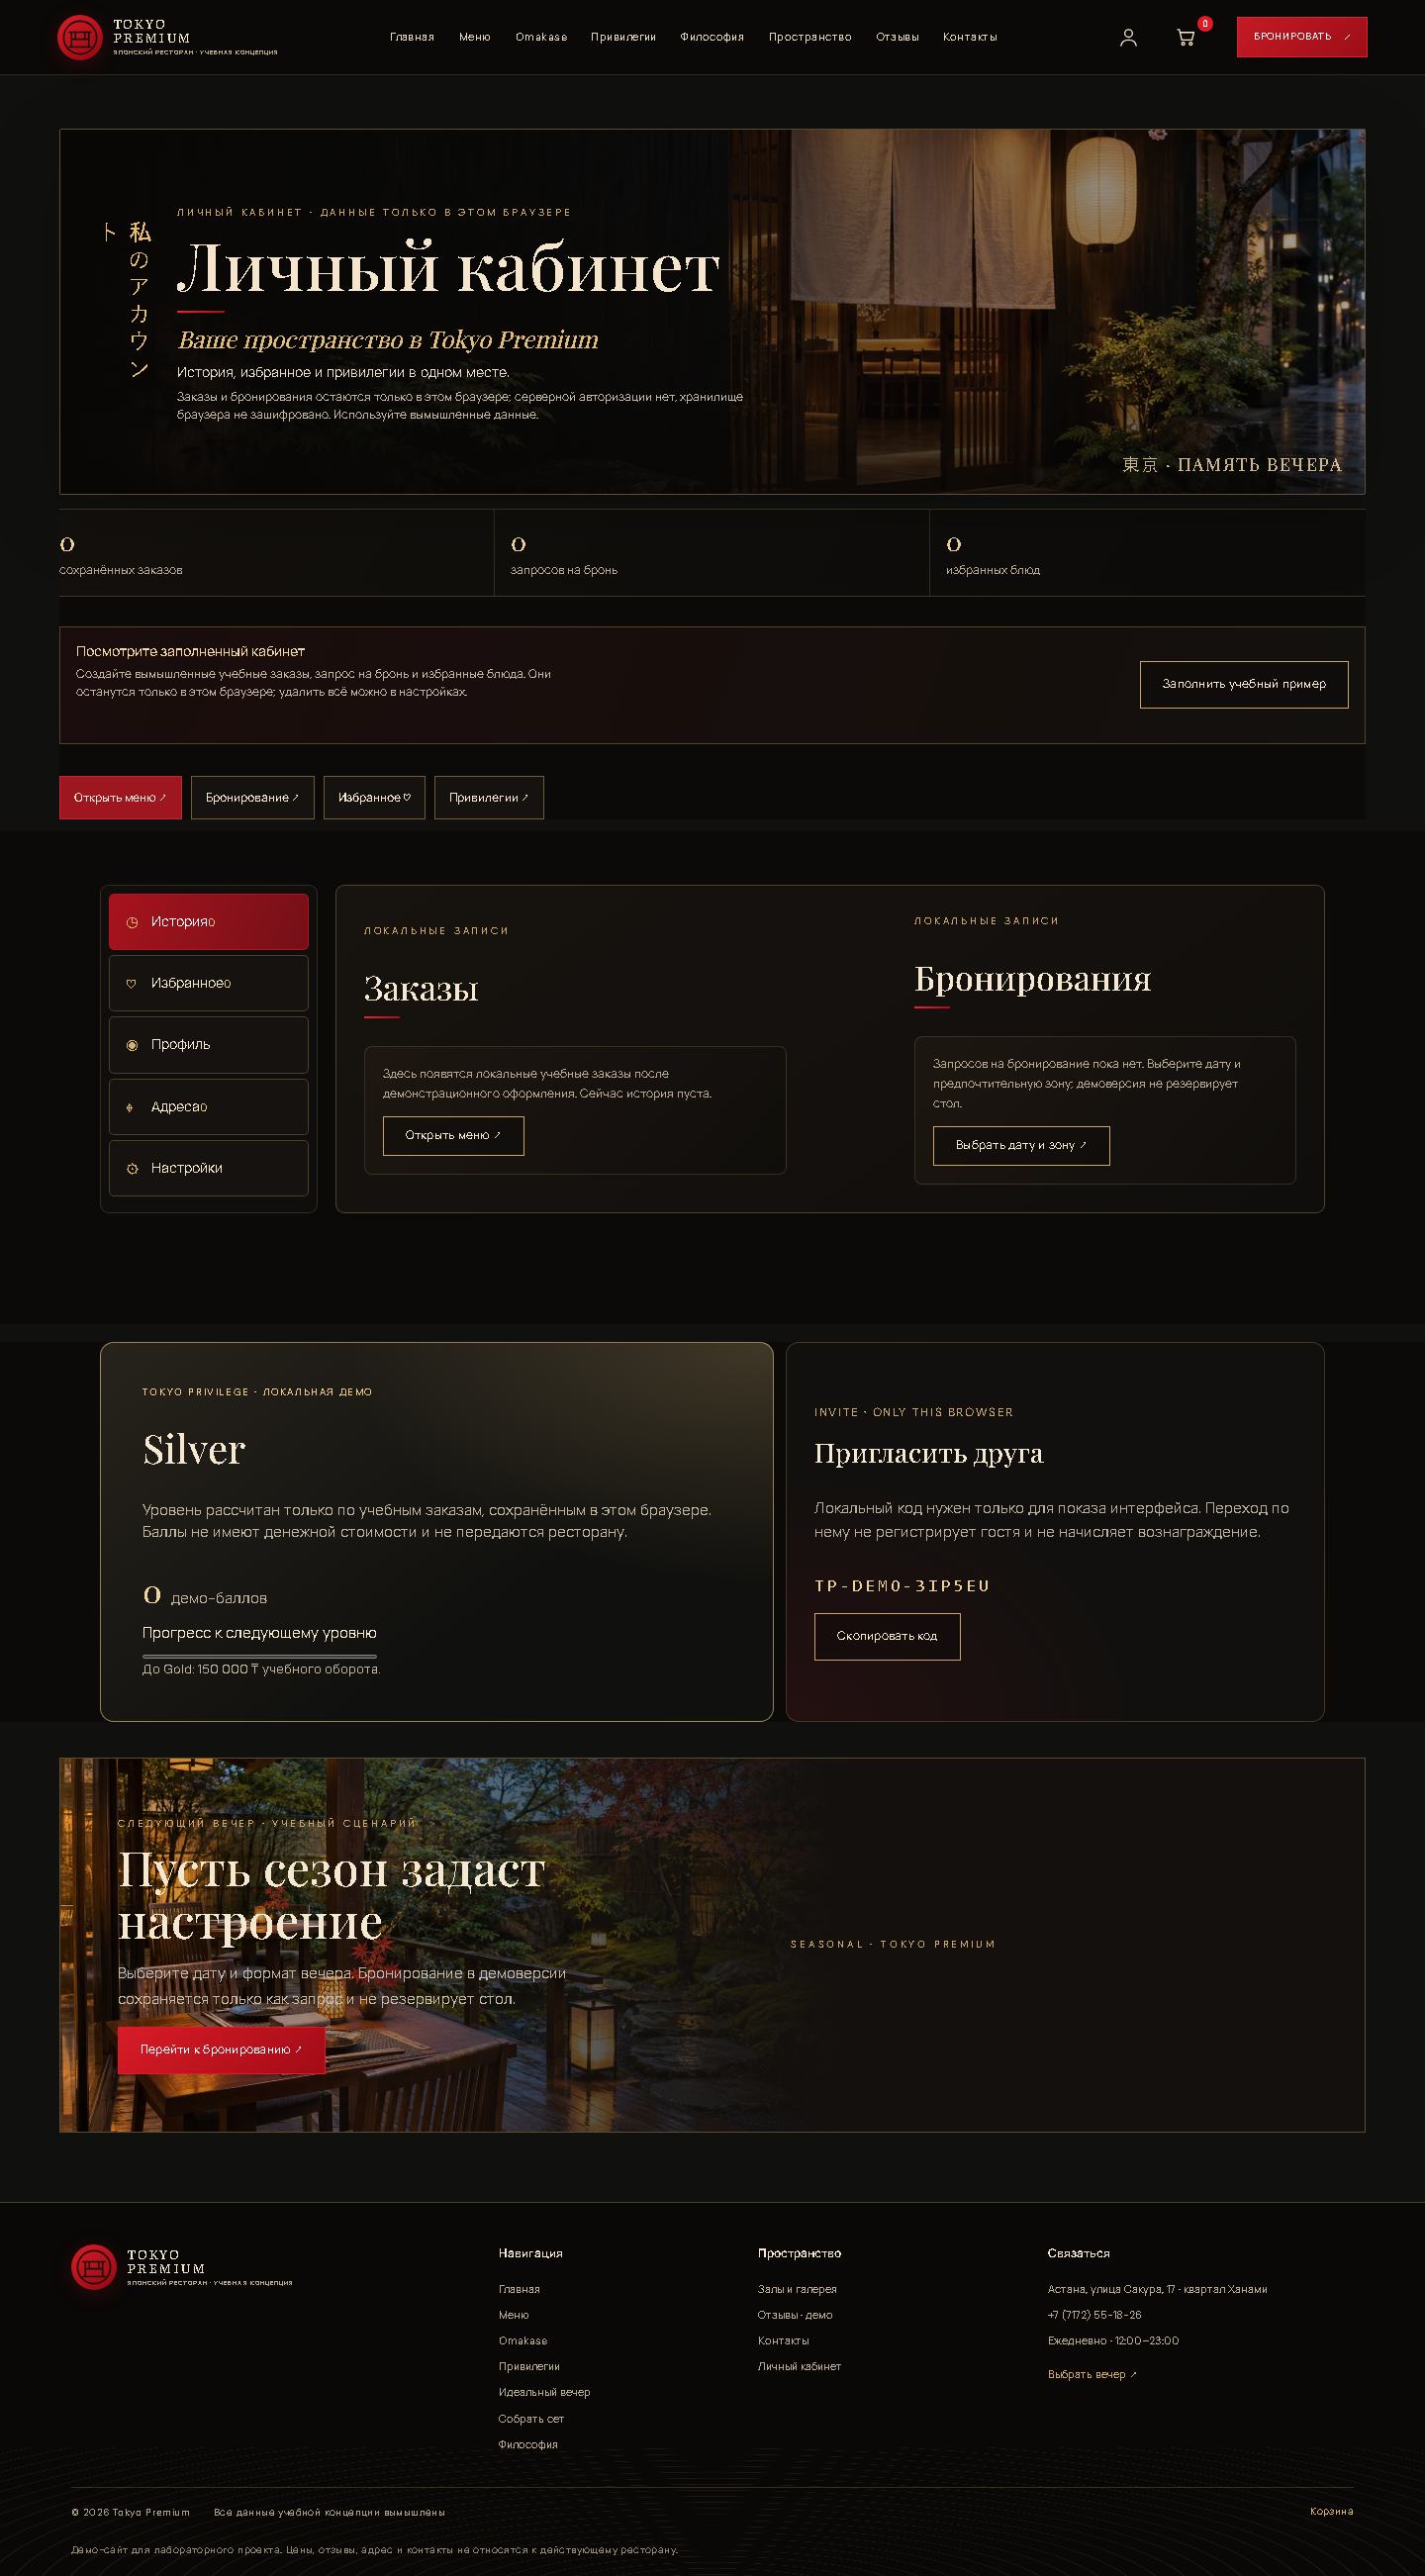 TOKYO
PREMIUM
ЯПОНСКИЙ РЕСТОРАН · УЧЕБНАЯ КОНЦЕПЦИЯ
Главная Меню Omakase Привилегии Философия Пространство Отзывы Контакты
0
БРОНИРОВАТЬ ↗
私のアカウント
ЛИЧНЫЙ КАБИНЕТ · ДАННЫЕ ТОЛЬКО В ЭТОМ БРАУЗЕРЕ
Личный кабинет
Ваше пространство в Tokyo Premium
История, избранное и привилегии в одном месте.
Заказы и бронирования остаются только в этом браузере; серверной авторизации нет, хранилище
браузера не зашифровано. Используйте вымышленные данные.
東京 · ПАМЯТЬ ВЕЧЕРА
0
сохранённых заказов
0
запросов на бронь
0
избранных блюд
Посмотрите заполненный кабинет
Создайте вымышленные учебные заказы, запрос на бронь и избранные блюда. Они
останутся только в этом браузере; удалить всё можно в настройках.
Заполнить учебный пример
Открыть меню ↗
Бронирование ↗
Избранное ♡
Привилегии ↗
История0
Избранное0
Профиль
Адреса0
Настройки
ЛОКАЛЬНЫЕ ЗАПИСИ
Заказы
Здесь появятся локальные учебные заказы после
демонстрационного оформления. Сейчас история пуста.
Открыть меню ↗
ЛОКАЛЬНЫЕ ЗАПИСИ
Бронирования
Запросов на бронирование пока нет. Выберите дату и
предпочтительную зону; демоверсия не резервирует
стол.
Выбрать дату и зону ↗
TOKYO PRIVILEGE · ЛОКАЛЬНАЯ ДЕМО
Silver
Уровень рассчитан только по учебным заказам, сохранённым в этом браузере.
Баллы не имеют денежной стоимости и не передаются ресторану.
0 демо-баллов
Прогресс к следующему уровню
До Gold: 150 000 ₸ учебного оборота.
INVITE · ONLY THIS BROWSER
Пригласить друга
Локальный код нужен только для показа интерфейса. Переход по
нему не регистрирует гостя и не начисляет вознаграждение.
TP-DEMO-3IP5EU
Скопировать код
СЛЕДУЮЩИЙ ВЕЧЕР · УЧЕБНЫЙ СЦЕНАРИЙ
Пусть сезон задаст
настроение
Выберите дату и формат вечера. Бронирование в демоверсии
сохраняется только как запрос и не резервирует стол.
Перейти к бронированию ↗
SEASONAL · TOKYO PREMIUM
TOKYO
PREMIUM
ЯПОНСКИЙ РЕСТОРАН · УЧЕБНАЯ КОНЦЕПЦИЯ
Навигация
Главная
Меню
Omakase
Привилегии
Идеальный вечер
Собрать сет
Философия
Пространство
Залы и галерея
Отзывы · демо
Контакты
Личный кабинет
Связаться
Астана, улица Сакура, 17 · квартал Ханами
+7 (7172) 55-18-26
Ежедневно · 12:00–23:00
Выбрать вечер ↗
© 2026 Tokyo Premium Все данные учебной концепции вымышлены
Корзина
Демо-сайт для лабораторного проекта. Цены, отзывы, адрес и контакты не относятся к действующему ресторану.